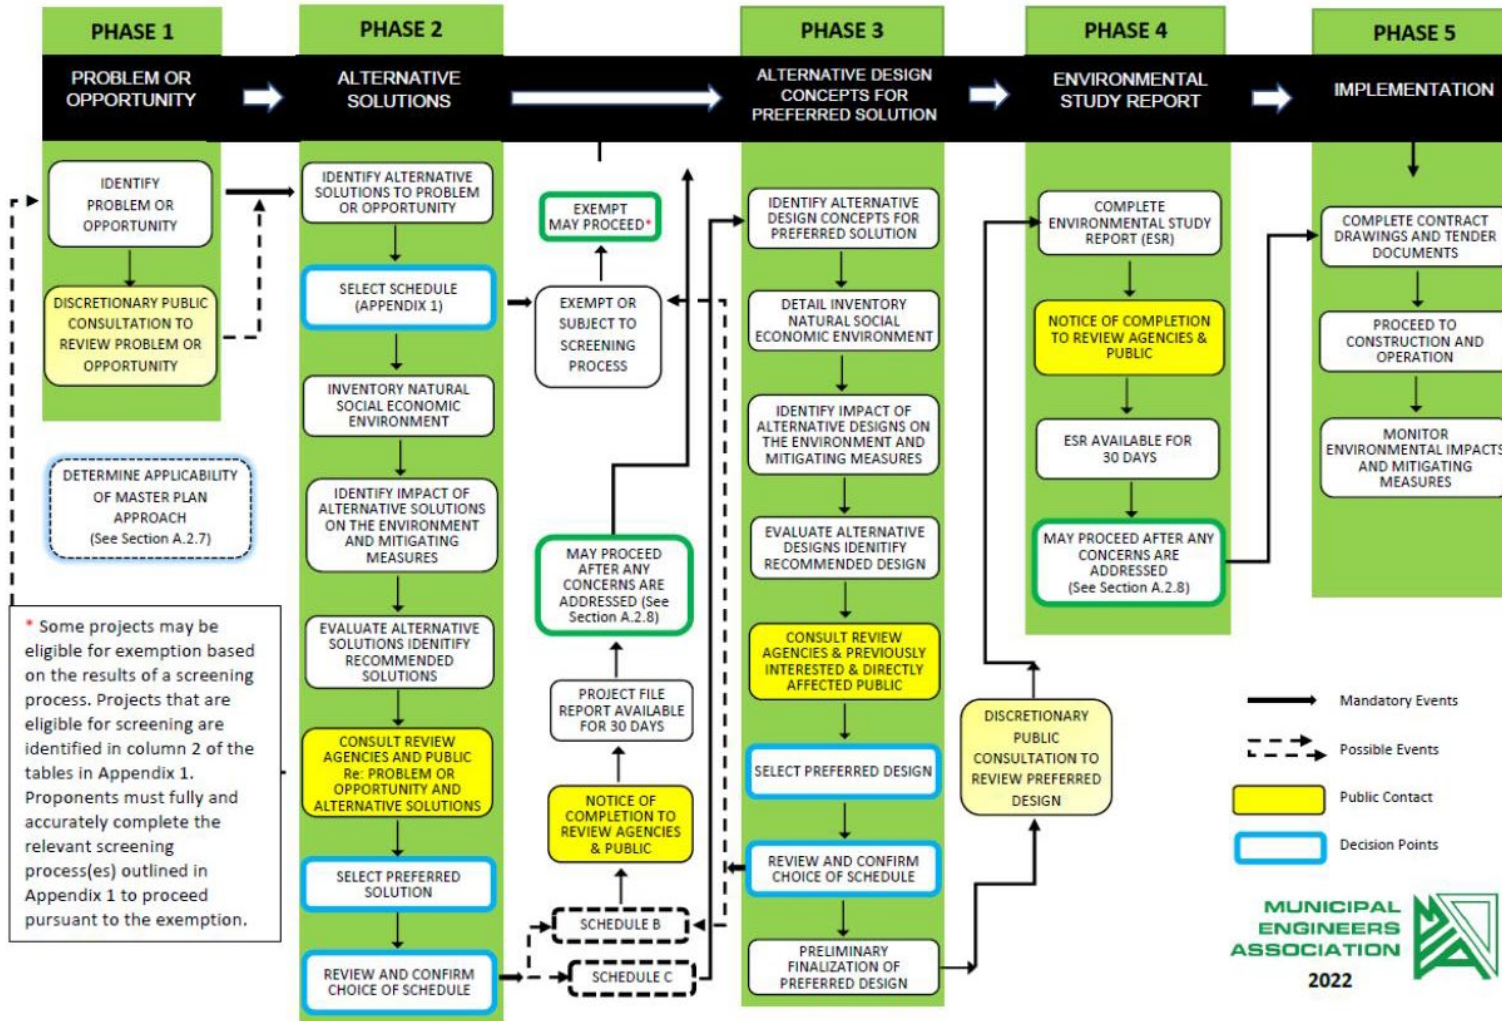 PHASE 1
PHASE 2
PHASE 3
PHASE 4
PHASE 5
PROBLEM OR
OPPORTUNITY
ALTERNATIVE
SOLUTIONS
ALTERNATIVE DESIGN
CONCEPTS FOR
PREFERRED SOLUTION
ENVIRONMENTAL
STUDY REPORT
IMPLEMENTATION
IDENTIFY
PROBLEM OR
OPPORTUNITY
DISCRETIONARY PUBLIC
CONSULTATION TO
REVIEW PROBLEM OR
OPPORTUNITY
DETERMINE APPLICABILITY
OF MASTER PLAN
APPROACH
(See Section A.2.7)
* Some projects may be
eligible for exemption based
on the results of a screening
process. Projects that are
eligible for screening are
identified in column 2 of the
tables in Appendix 1.
Proponents must fully and
accurately complete the
relevant screening
process(es) outlined in
Appendix 1 to proceed
pursuant to the exemption.
IDENTIFY ALTERNATIVE
SOLUTIONS TO PROBLEM
OR OPPORTUNITY
SELECT SCHEDULE
(APPENDIX 1)
INVENTORY NATURAL
SOCIAL ECONOMIC
ENVIRONMENT
IDENTIFY IMPACT OF
ALTERNATIVE SOLUTIONS
ON THE ENVIRONMENT
AND MITIGATING
MEASURES
EVALUATE ALTERNATIVE
SOLUTIONS IDENITIFY
RECOMMENDED
SOLUTIONS
CONSULT REVIEW
AGENCIES AND PUBLIC
Re: PROBLEM OR
OPPORTUNITY AND
ALTERNATIVE SOLUTIONS
SELECT PREFERRED
SOLUTION
REVIEW AND CONFIRM
CHOICE OF SCHEDULE
EXEMPT
MAY PROCEED*
EXEMPT OR
SUBJECT TO
SCREENING
PROCESS
MAY PROCEED
AFTER ANY
CONCERNS ARE
ADDRESSED (See
Section A.2.8)
PROJECT FILE
REPORT AVAILABLE
FOR 30 DAYS
NOTICE OF
COMPLETION TO
REVIEW AGENCIES
& PUBLIC
SCHEDULE B
SCHEDULE C
IDENTIFY ALTERNATIVE
DESIGN CONCEPTS FOR
PREFERRED SOLUTION
DETAIL INVENTORY
NATURAL SOCIAL
ECONOMIC ENVIRONMENT
IDENTIFY IMPACT OF
ALTERNATIVE DESIGNS ON
THE ENVIRONMENT AND
MITIGATING MEASURES
EVALUATE ALTERNATIVE
DESIGNS IDENITIFY
RECOMMENDED DESIGN
CONSULT REVIEW
AGENCIES & PREVIOUSLY
INTERESTED & DIRECTLY
AFFECTED PUBLIC
SELECT PREFERRED DESIGN
REVIEW AND CONFIRM
CHOICE OF SCHEDULE
PRELIMINARY
FINALIZATION OF
PREFERRED DESIGN
DISCRETIONARY
PUBLIC
CONSULTATION TO
REVIEW PREFERRED
DESIGN
COMPLETE
ENVIRONMENTAL STUDY
REPORT (ESR)
NOTICE OF COMPLETION
TO REVIEW AGENCIES &
PUBLIC
ESR AVAILABLE FOR
30 DAYS
MAY PROCEED AFTER ANY
CONCERNS ARE
ADDRESSED
(See Section A.2.8)
COMPLETE CONTRACT
DRAWINGS AND TENDER
DOCUMENTS
PROCEED TO
CONSTRUCTION AND
OPERATION
MONITOR
ENVIRONMENTAL IMPACTS
AND MITIGATING
MEASURES
Mandatory Events
Possible Events
Public Contact
Decision Points
MUNICIPAL
ENGINEERS
ASSOCIATION
2022